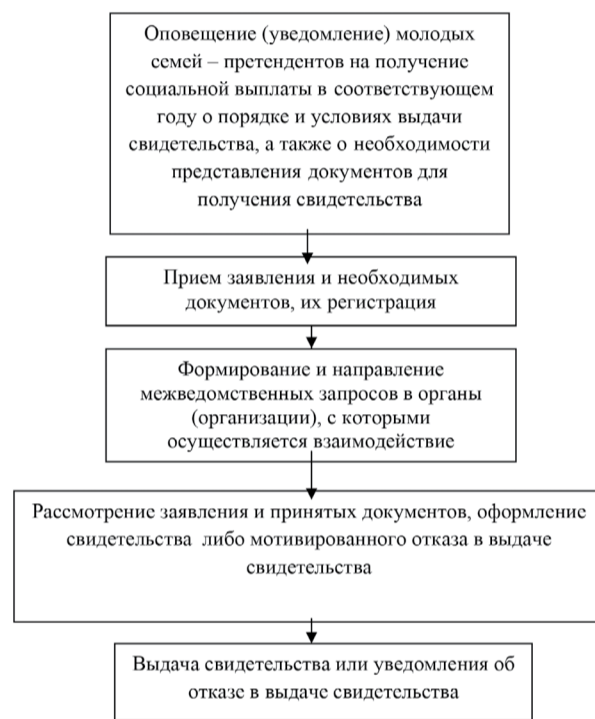 Оповещение (уведомление) молодых
семей – претендентов на получение
социальной выплаты в соответствующем
году о порядке и условиях выдачи
свидетельства, а также о необходимости
представления документов для
получения свидетельства
Прием заявления и необходимых
документов, их регистрация
Формирование и направление
межведомственных запросов в органы
(организации), с которыми
осуществляется взаимодействие
Рассмотрение заявления и принятых документов, оформление
свидетельства либо мотивированного отказа в выдаче
свидетельства
Выдача свидетельства или уведомления об
отказе в выдаче свидетельства